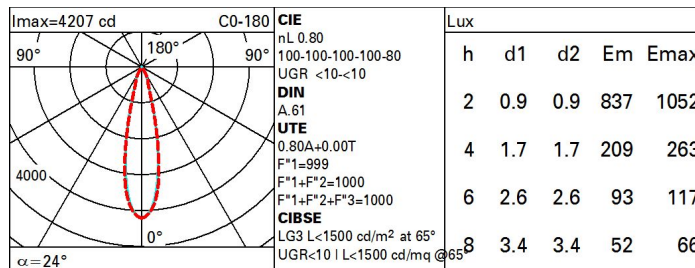 Imax=4207 cd C0-180
90° 180° 90°
4000
0°
α=24°
CIE
nL 0.80
100-100-100-100-80
UGR <10-<10
DIN
A.61
UTE
0.80A+0.00T
F"1=999
F"1+F"2=1000
F"1+F"2+F"3=1000
CIBSE
LG3 L<1500 cd/m² at 65°
UGR<10 | L<1500 cd/mq @65°
Lux
h d1 d2 Em Emax
2 0.9 0.9 837 1052
4 1.7 1.7 209 263
6 2.6 2.6 93 117
8 3.4 3.4 52 66